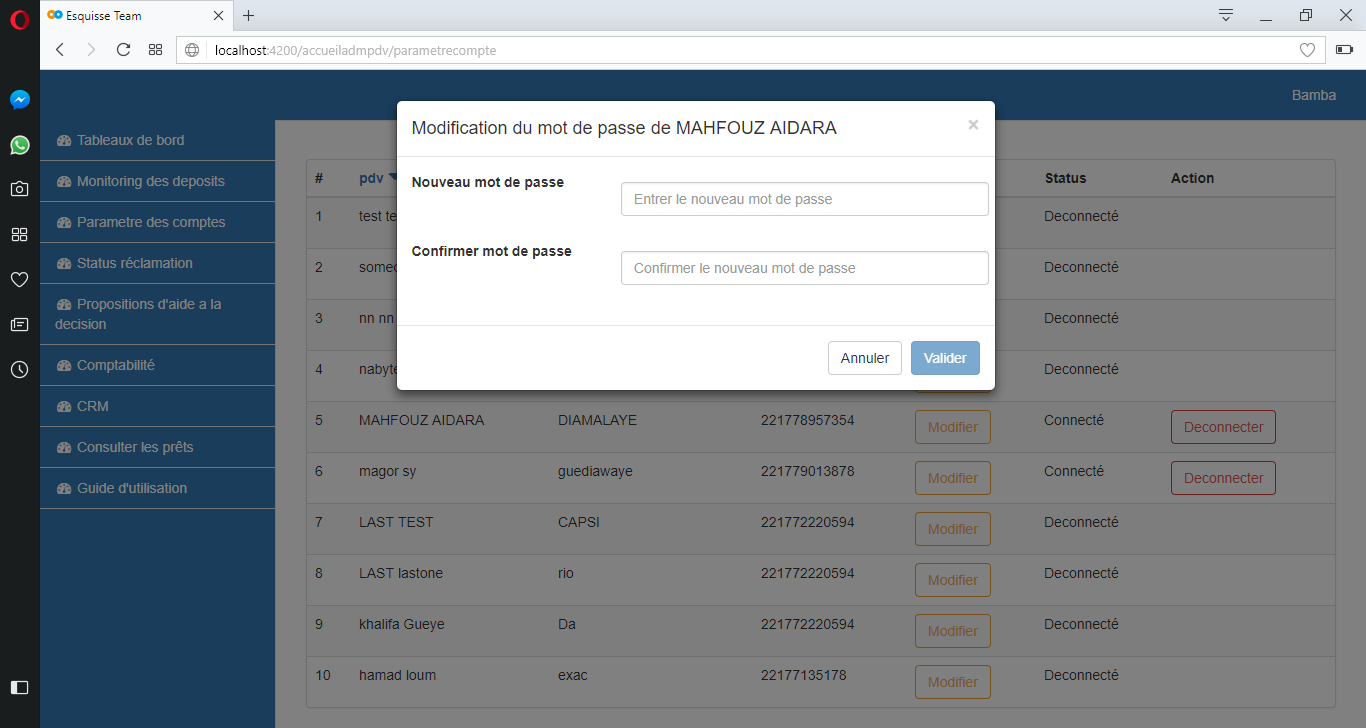 Esquisse Team
localhost:4200/accueiladmpdv/parametrecompte
Bamba
Tableaux de bord
Monitoring des deposits
Parametre des comptes
Status réclamation
Propositions d'aide a la
decision
Comptabilité
CRM
Consulter les prêts
Guide d'utilisation
Modification du mot de passe de MAHFOUZ AIDARA
×
Nouveau mot de passe
Entrer le nouveau mot de passe
Confirmer mot de passe
Confirmer le nouveau mot de passe
Annuler Valider
# pdv Status Action
1 test Deconnecté
2 Deconnecté
3 nn nn Deconnecté
4 Deconnecté
5 MAHFOUZ AIDARA DIAMALAYE 221778957354 Modifier Connecté Deconnecter
6 magor sy guediawaye 221779013878 Modifier Connecté Deconnecter
7 LAST TEST CAPSI 221772220594 Modifier Deconnecté
8 LAST lastone rio 221772220594 Modifier Deconnecté
9 khalifa Gueye Da 221772220594 Modifier Deconnecté
10 hamad loum exac 22177135178 Modifier Deconnecté